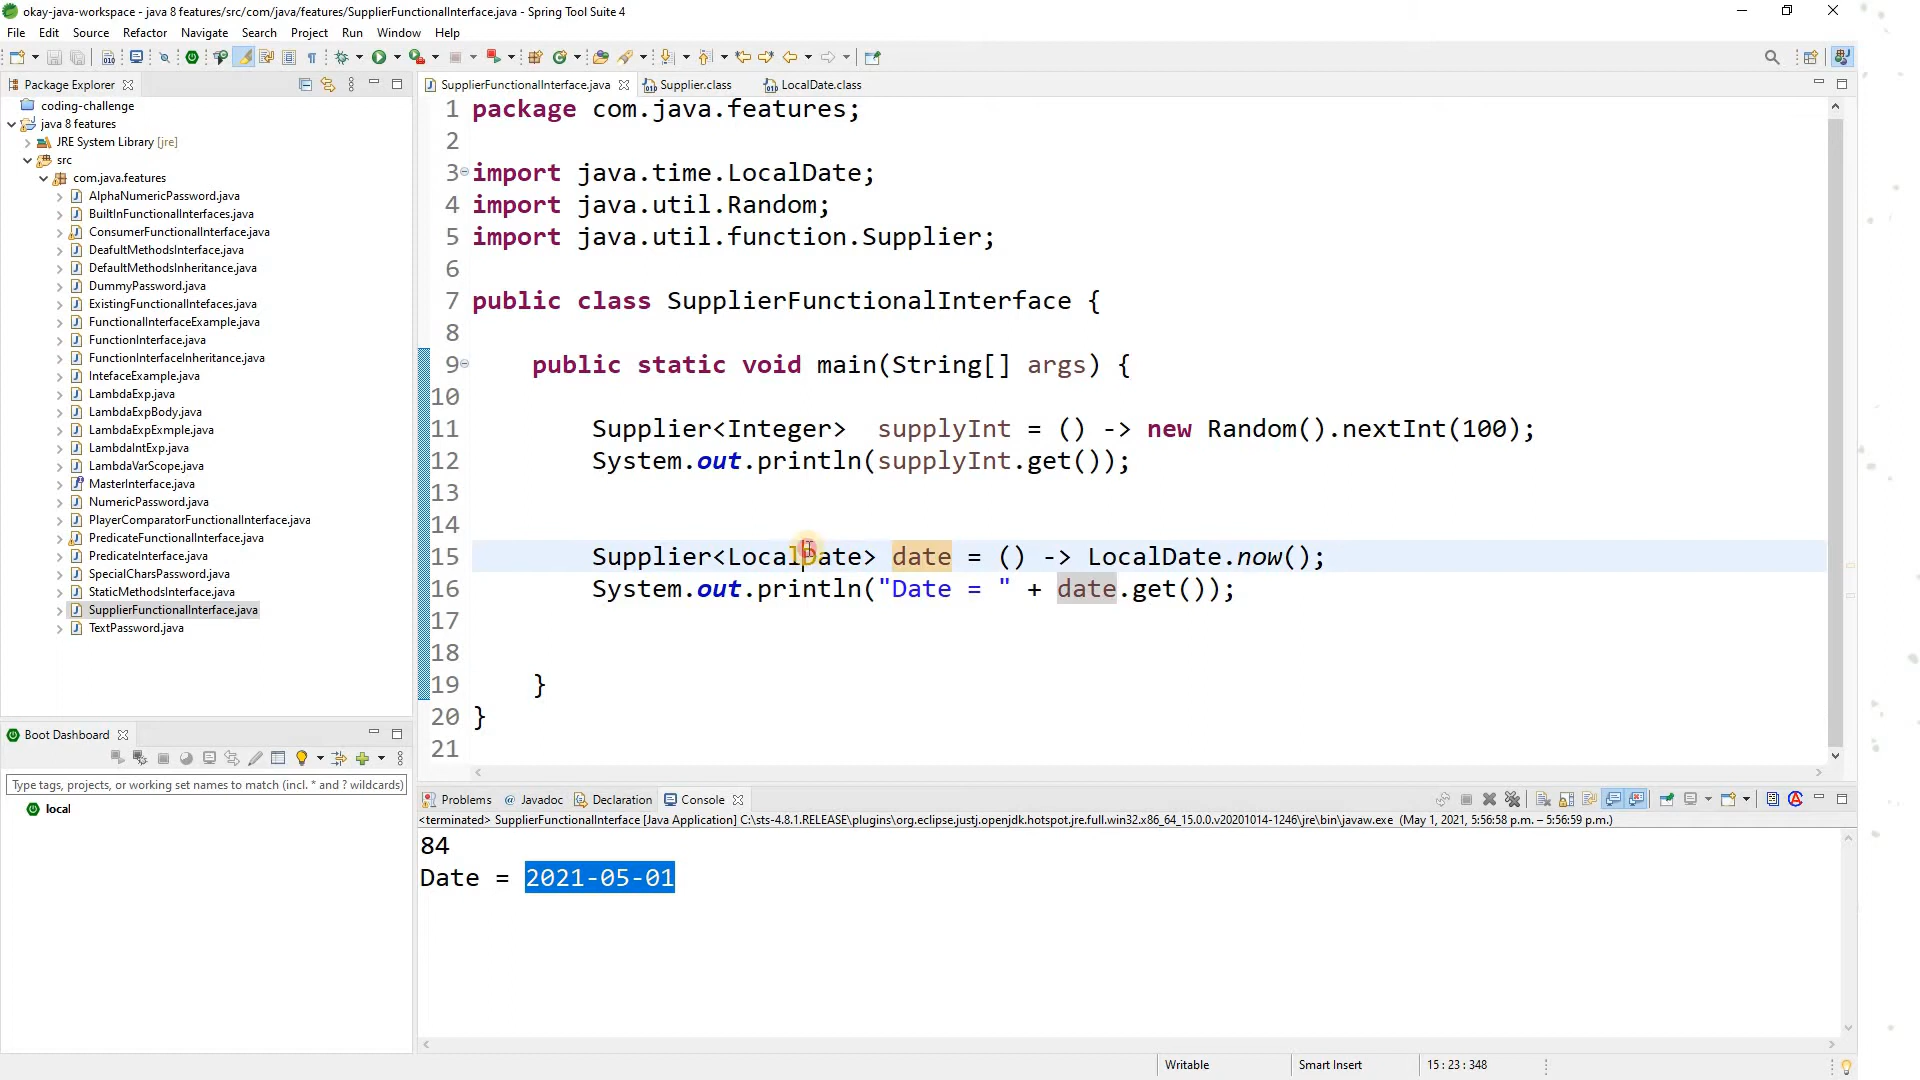 okay-java-workspace - java 8 features/src/com/java/features/SupplierFunctionalInterface.java - Spring Tool Suite 4
File Edit Source Refactor Navigate Search Project Run Window Help
Package Explorer
coding-challenge
java 8 features
JRE System Library [jre]
src
com.java.features
AlphaNumericPassword.java
BuiltInFunctionalInterfaces.java
ConsumerFunctionalInterface.java
DeafultMethodsInterface.java
DefaultMethodsInheritance.java
DummyPassword.java
ExistingFunctionalIntefaces.java
FunctionalInterfaceExample.java
FunctionInterface.java
FunctionInterfaceInheritance.java
IntefaceExample.java
LambdaExp.java
LambdaExpBody.java
LambdaExpExmple.java
LambdaIntExp.java
LambdaVarScope.java
MasterInterface.java
NumericPassword.java
PlayerComparatorFunctionalInterface.java
PredicateFunctionalInterface.java
PredicateInterface.java
SpecialCharsPassword.java
StaticMethodsInterface.java
SupplierFunctionalInterface.java
TextPassword.java
Boot Dashboard
Type tags, projects, or working set names to match (incl. * and ? wildcards)
local
SupplierFunctionalInterface.java Supplier.class LocalDate.class
1 package com.java.features;
2
3 import java.time.LocalDate;
4 import java.util.Random;
5 import java.util.function.Supplier;
6
7 public class SupplierFunctionalInterface {
8
9 public static void main(String[] args) {
10
11 Supplier<Integer> supplyInt = () -> new Random().nextInt(100);
12 System.out.println(supplyInt.get());
13
14
15 Supplier<LocalDate> date = () -> LocalDate.now();
16 System.out.println("Date = " + date.get());
17
18
19 }
20 }
21
Problems Javadoc Declaration Console
<terminated> SupplierFunctionalInterface [Java Application] C:\sts-4.8.1.RELEASE\plugins\org.eclipse.justj.openjdk.hotspot.jre.full.win32.x86_64_15.0.0.v20201014-1246\jre\bin\javaw.exe (May 1, 2021, 5:56:58 p.m. – 5:56:59 p.m.)
84
Date = 2021-05-01
Writable Smart Insert 15 : 23 : 348